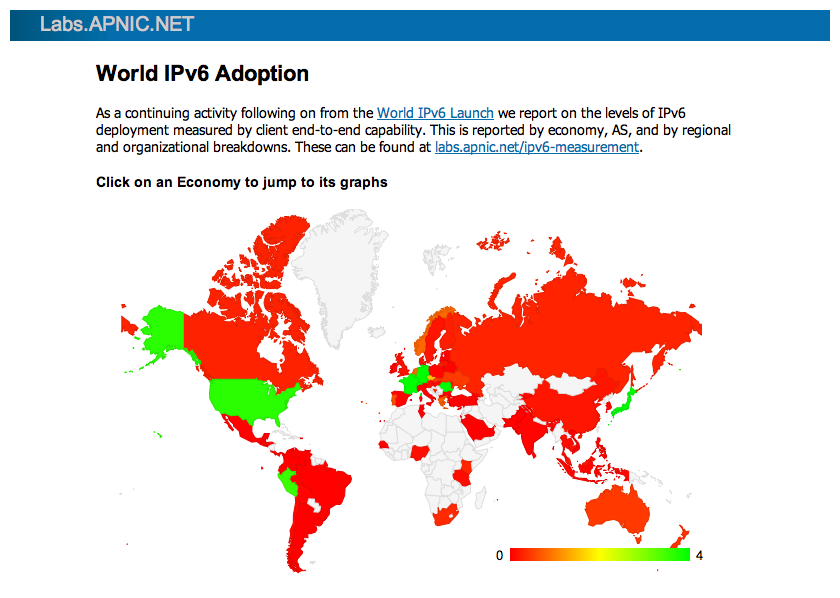 Labs.APNIC.NET
World IPv6 Adoption
As a continuing activity following on from the World IPv6 Launch we report on the levels of IPv6
deployment measured by client end-to-end capability. This is reported by economy, AS, and by regional
and organizational breakdowns. These can be found at labs.apnic.net/ipv6-measurement.
Click on an Economy to jump to its graphs
0 4